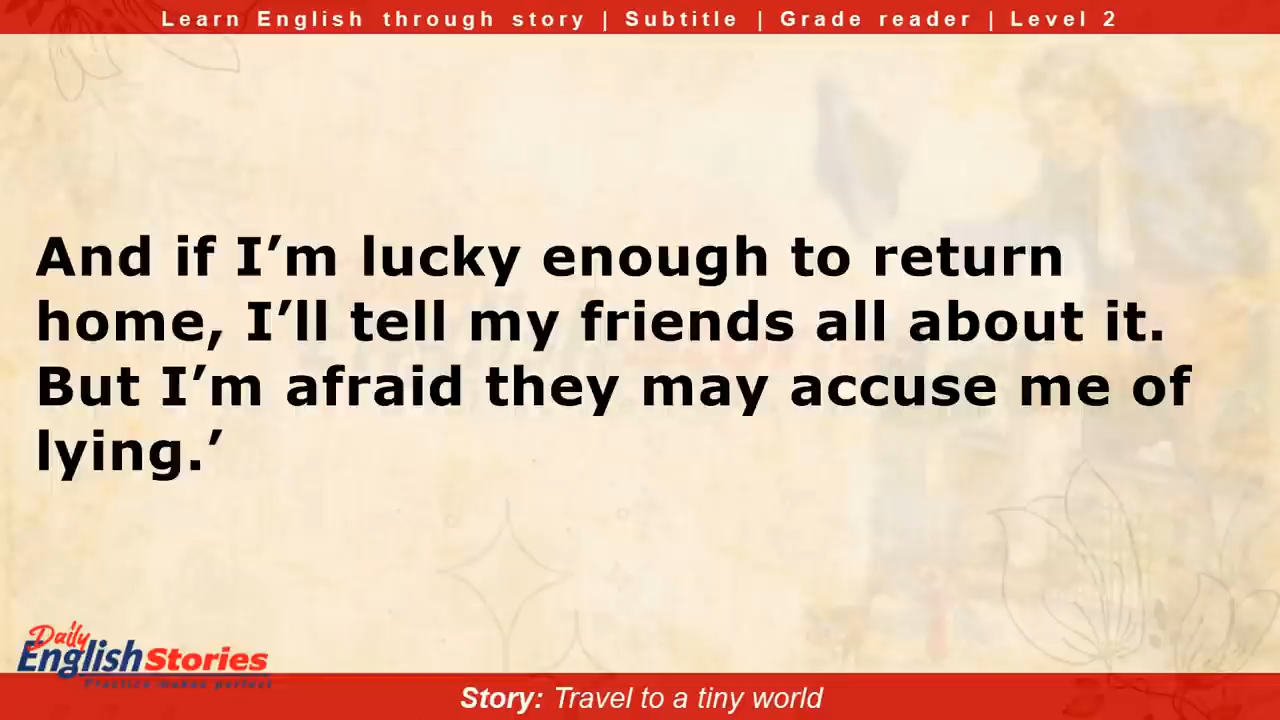 Learn English through story | Subtitle | Grade reader | Level 2
And if I’m lucky enough to return
home, I’ll tell my friends all about it.
But I’m afraid they may accuse me of
lying.’
Daily
English Stories
Practice makes perfect
Story: Travel to a tiny world